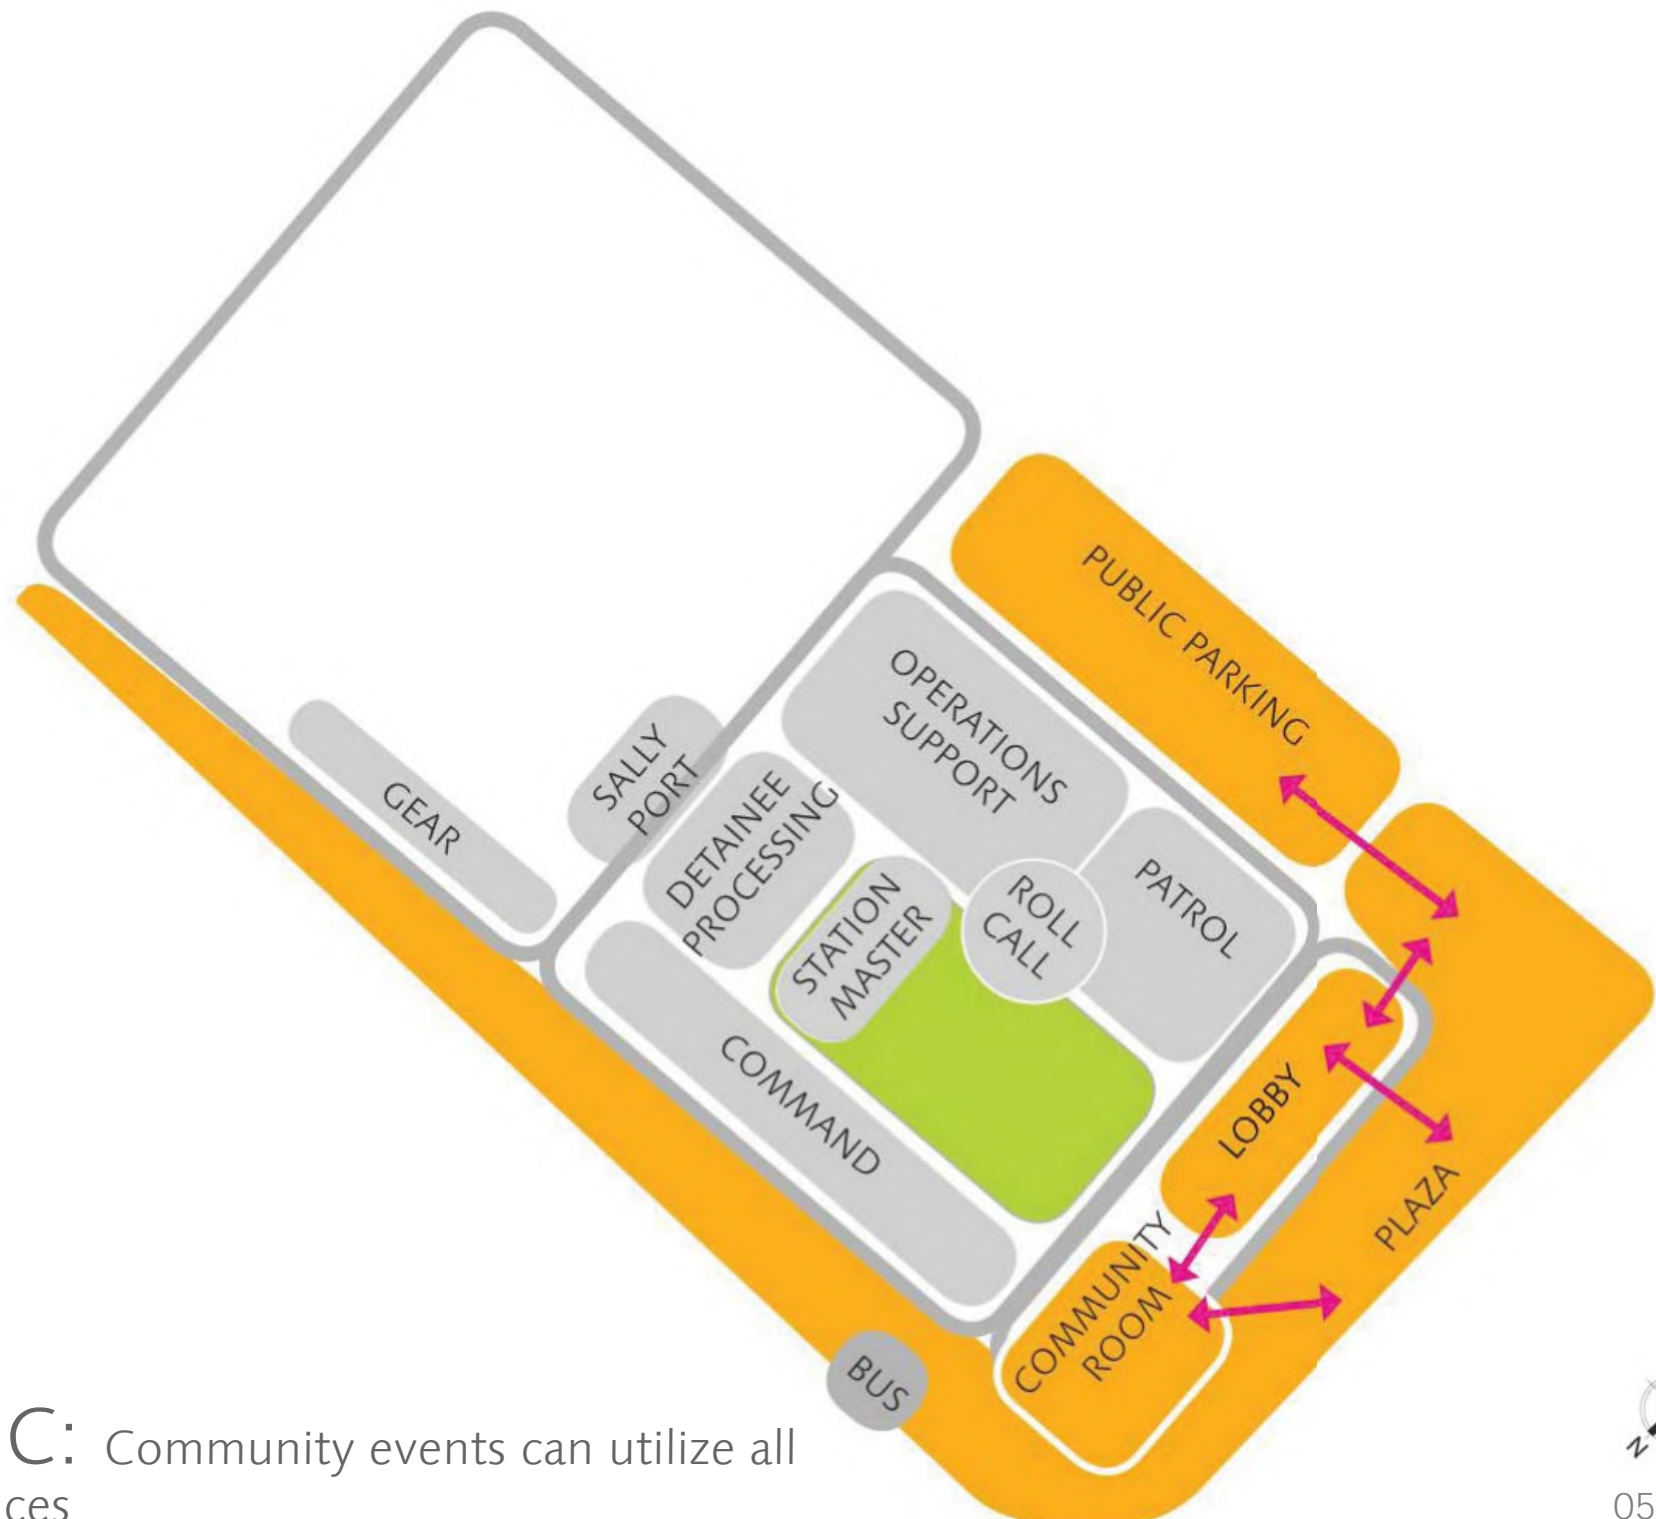 PUBLIC PARKING
OPERATIONS
SUPPORT
SALLY
PORT
GEAR
DETAINEE
PROCESSING
PATROL
ROLL
CALL
STATION
MASTER
COMMAND
LOBBY
PLAZA
COMMUNITY
ROOM
BUS
C: Community events can utilize all
ces
N
05